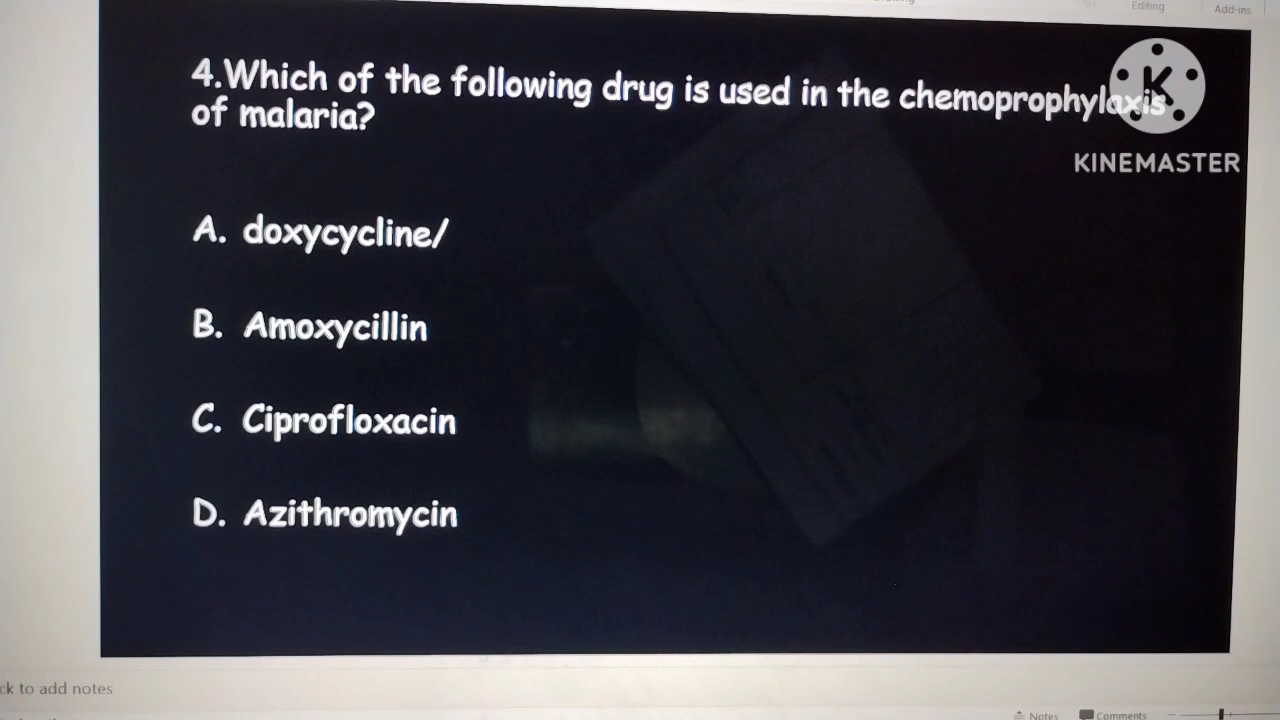 Editing
Add-ins
4.Which of the following drug is used in the chemoprophylaxis
of malaria?
KINEMASTER
A. doxycycline/
B. Amoxycillin
C. Ciprofloxacin
D. Azithromycin
ck to add notes
Notes
Comments